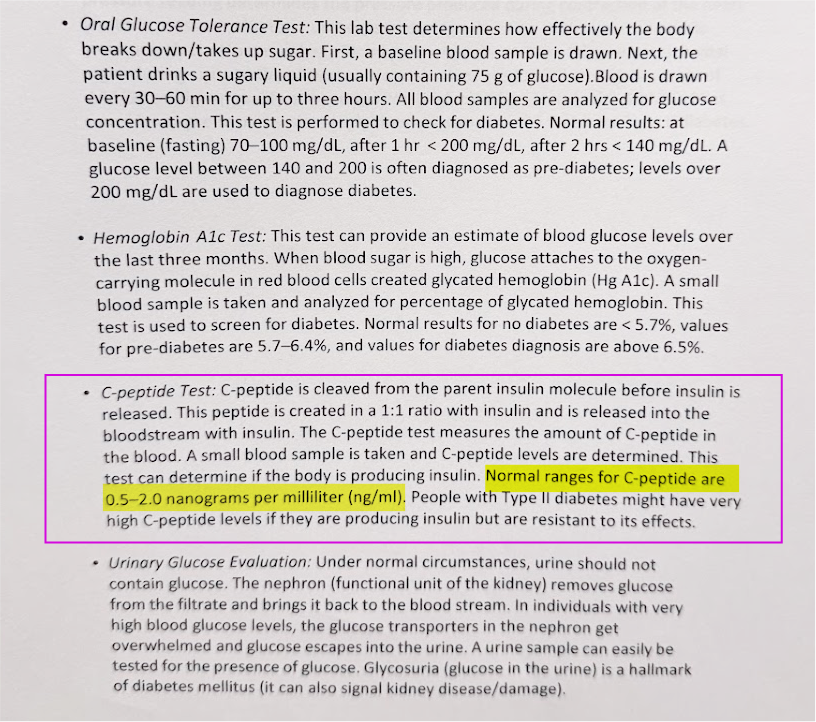 • Oral Glucose Tolerance Test: This lab test determines how effectively the body
breaks down/takes up sugar. First, a baseline blood sample is drawn. Next, the
patient drinks a sugary liquid (usually containing 75 g of glucose).Blood is drawn
every 30–60 min for up to three hours. All blood samples are analyzed for glucose
concentration. This test is performed to check for diabetes. Normal results: at
baseline (fasting) 70–100 mg/dL, after 1 hr < 200 mg/dL, after 2 hrs < 140 mg/dL. A
glucose level between 140 and 200 is often diagnosed as pre-diabetes; levels over
200 mg/dL are used to diagnose diabetes.
• Hemoglobin A1c Test: This test can provide an estimate of blood glucose levels over
the last three months. When blood sugar is high, glucose attaches to the oxygen-
carrying molecule in red blood cells created glycated hemoglobin (Hg A1c). A small
blood sample is taken and analyzed for percentage of glycated hemoglobin. This
test is used to screen for diabetes. Normal results for no diabetes are < 5.7%, values
for pre-diabetes are 5.7–6.4%, and values for diabetes diagnosis are above 6.5%.
• C-peptide Test: C-peptide is cleaved from the parent insulin molecule before insulin is
released. This peptide is created in a 1:1 ratio with insulin and is released into the
bloodstream with insulin. The C-peptide test measures the amount of C-peptide in
the blood. A small blood sample is taken and C-peptide levels are determined. This
test can determine if the body is producing insulin. Normal ranges for C-peptide are
0.5–2.0 nanograms per milliliter (ng/ml). People with Type II diabetes might have very
high C-peptide levels if they are producing insulin but are resistant to its effects.
• Urinary Glucose Evaluation: Under normal circumstances, urine should not
contain glucose. The nephron (functional unit of the kidney) removes glucose
from the filtrate and brings it back to the blood stream. In individuals with very
high blood glucose levels, the glucose transporters in the nephron get
overwhelmed and glucose escapes into the urine. A urine sample can easily be
tested for the presence of glucose. Glycosuria (glucose in the urine) is a hallmark
of diabetes mellitus (it can also signal kidney disease/damage).